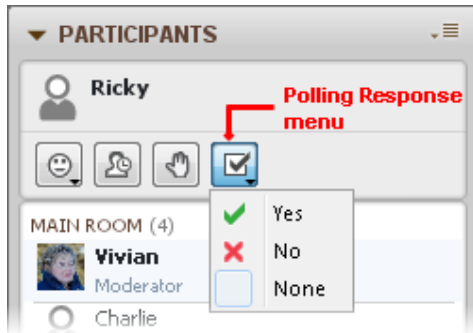 PARTICIPANTS
Ricky
Polling Response
menu
MAIN ROOM (4)
Yes
Vivian
No
Moderator
None
Charlie